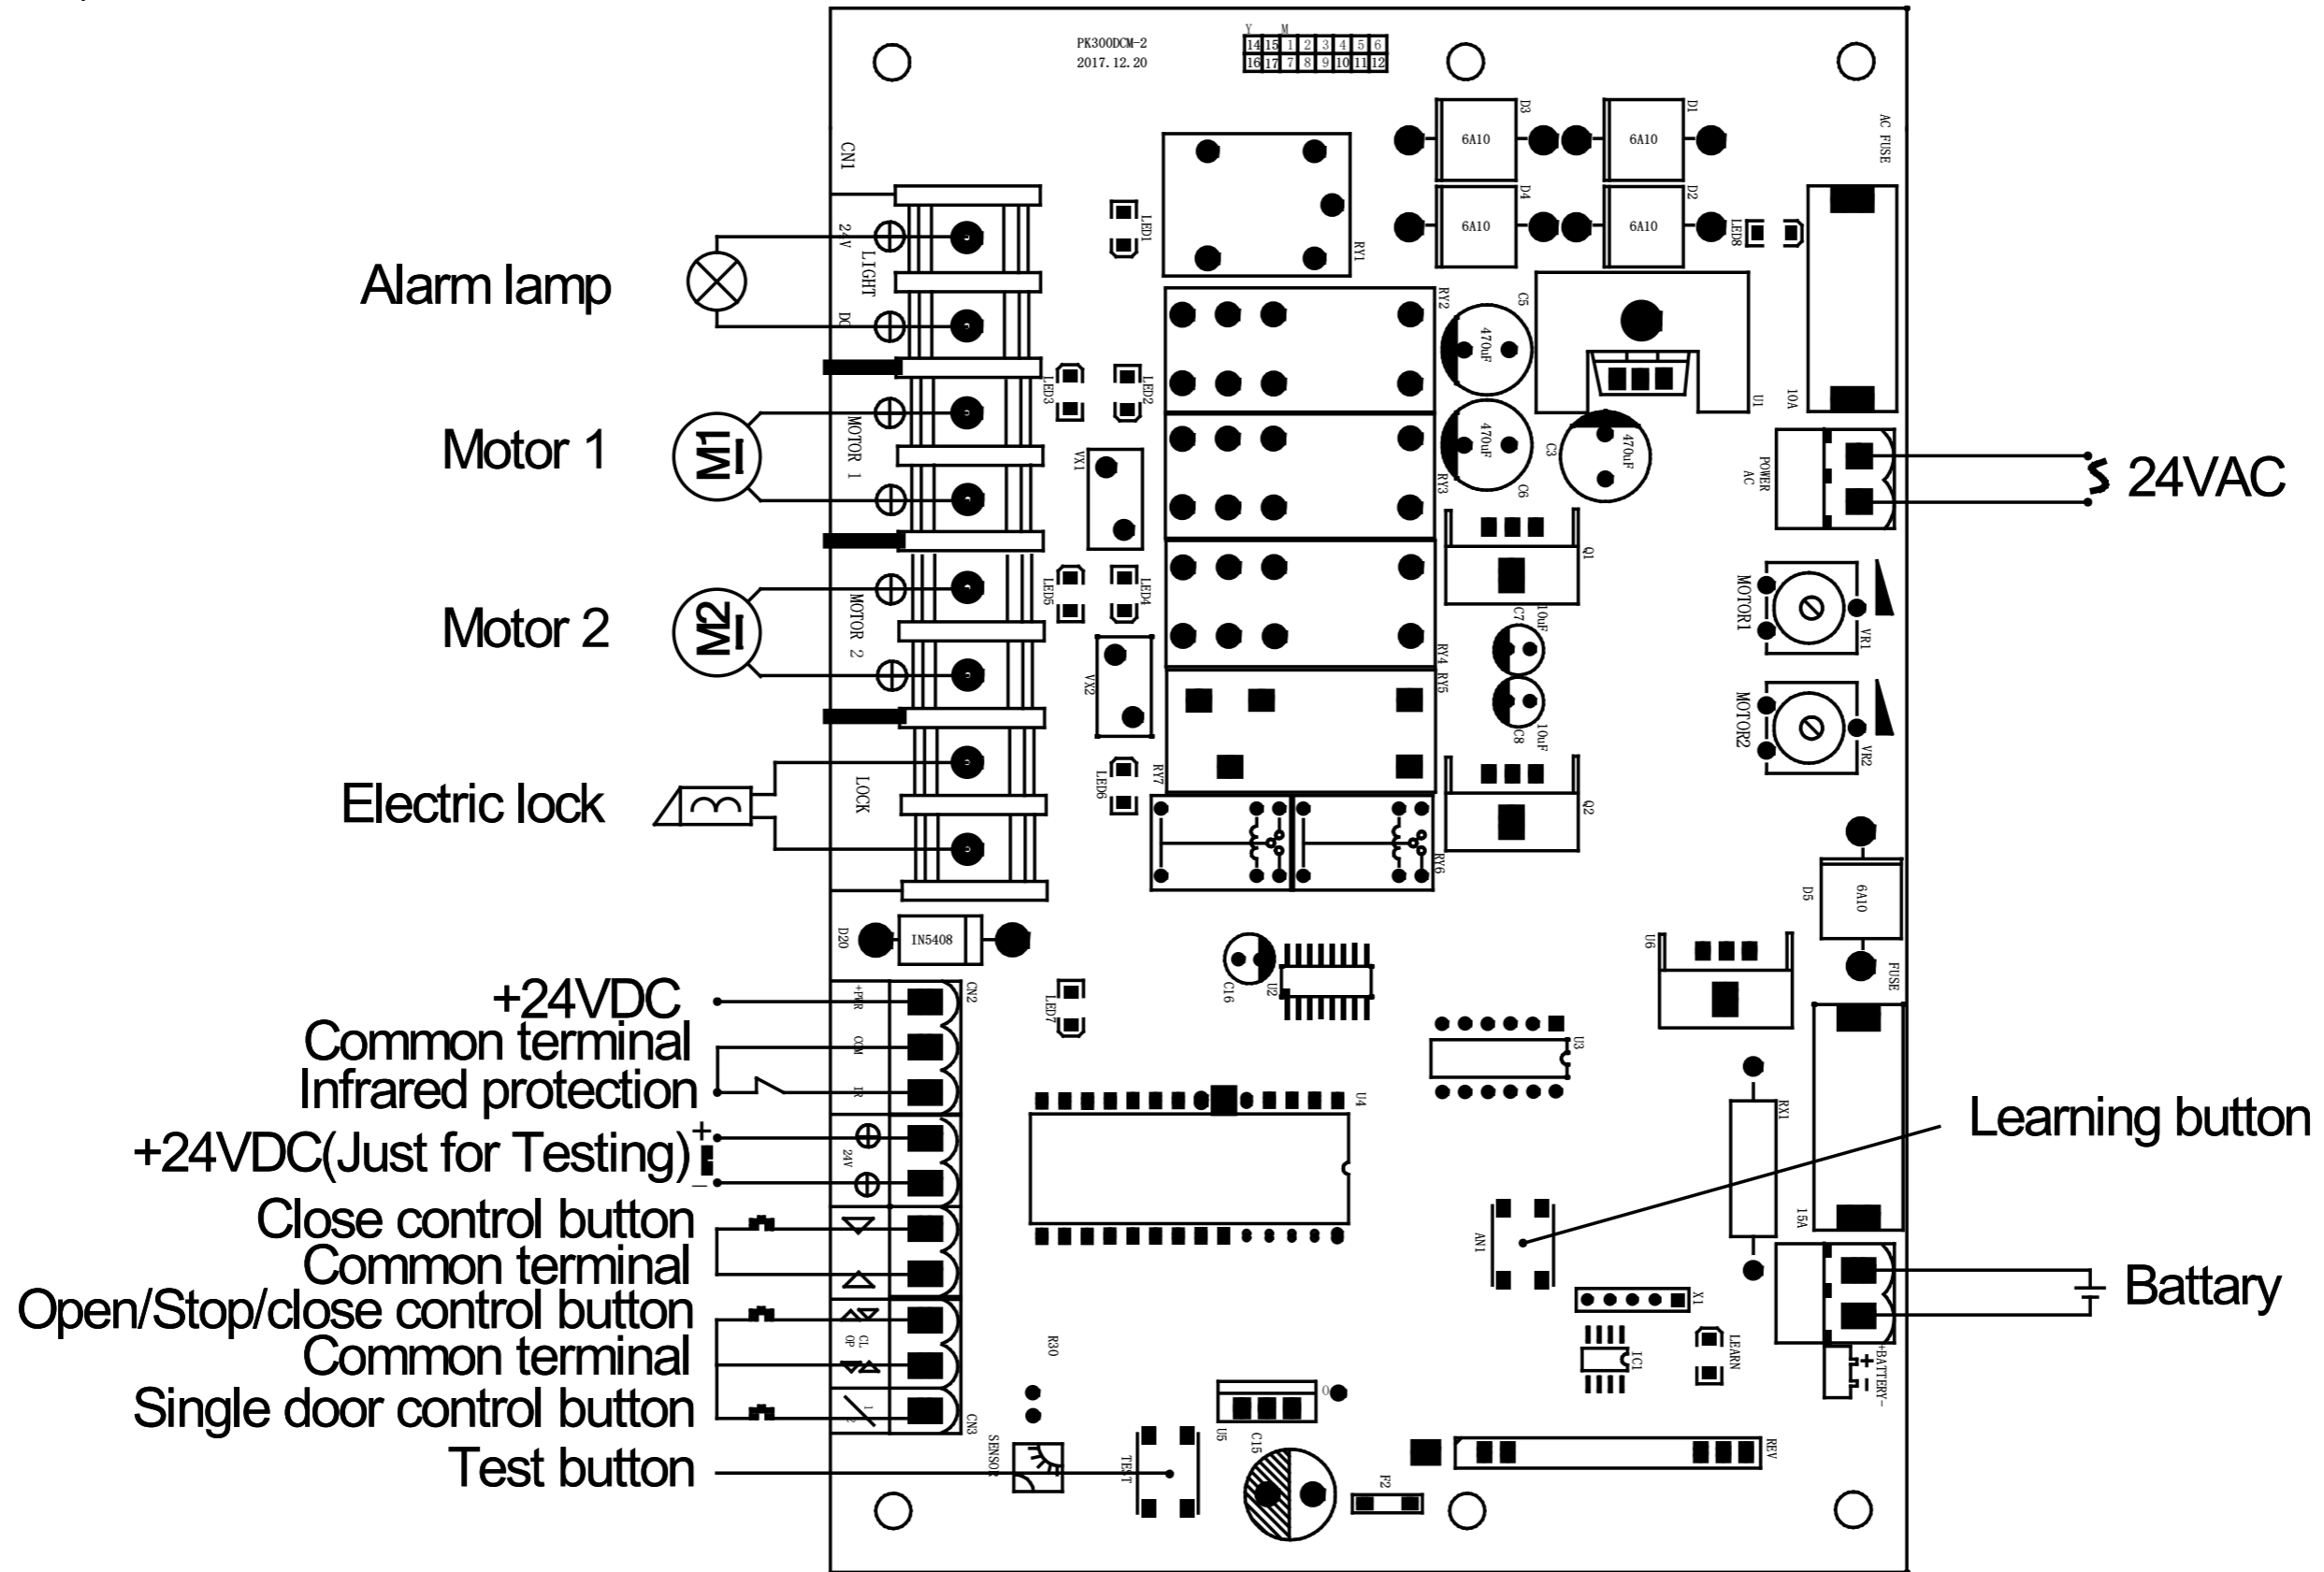 PK300DCM-2
2017.12.20
Y M
14 15 1 2 3 4 5 6
16 17 7 8 9 10 11 12
CN1
24V
LIGHT
DC
Alarm lamp
Motor 1
M1
MOTOR 1
Motor 2
M2
MOTOR 2
Electric lock
LOCK
LED1
LED3
LED2
VX1
LED5
LED4
VX2
LED6
RY1
RY2
RY3
RY4
RY5
RY7
RY6
D3
6A10
D1
6A10
D4
6A10
D2
6A10
LED8
AC FUSE
10A
C5
470uF
470uF
C6
C3
470uF
U1
POWER
AC
24VAC
Q1
C7
10uF
C8
10uF
Q2
MOTOR1
VR1
MOTOR2
VR2
D5
6A10
U6
FUSE
15A
D20
IN5408
C16
U2
U3
LED7
U4
RX1
+24VDC
+PWR
CN2
Common terminal
COM
Infrared protection
IR
+24VDC(Just for Testing)
+
−
24V
Close control button
Common terminal
Open/Stop/close control button
CL
OP
Common terminal
Single door control button
1
2
CN3
Test button
SENSOR
TEST
R30
Learning button
AN1
X1
IC1
LEARN
Battary
+BATTERY-
+
-
U5
C15
F2
REV